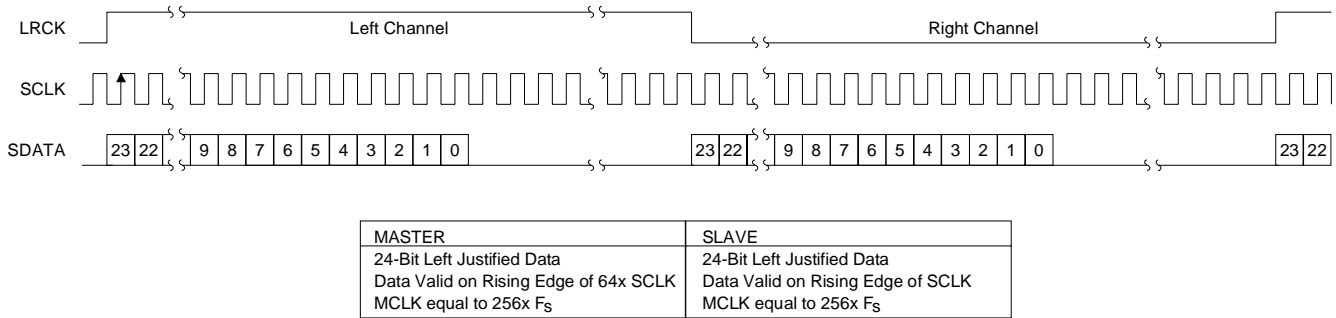 LRCK Left Channel Right Channel
SCLK
SDATA 23 22 9 8 7 6 5 4 3 2 1 0 23 22 9 8 7 6 5 4 3 2 1 0 23 22
MASTER SLAVE
24-Bit Left Justified Data 24-Bit Left Justified Data
Data Valid on Rising Edge of 64x SCLK Data Valid on Rising Edge of SCLK
MCLK equal to 256x FS MCLK equal to 256x FS